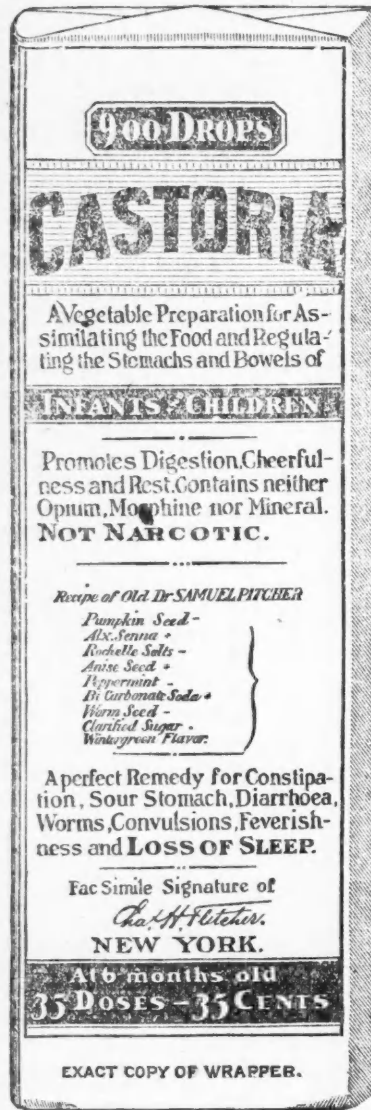 900 DROPS
CASTORIA
A Vegetable Preparation for As-
similating the Food and Regula-
ting the Stomachs and Bowels of
INFANTS & CHILDREN
Promotes Digestion, Cheerful-
ness and Rest. Contains neither
Opium, Morphine nor Mineral.
NOT NARCOTIC.
Recipe of Old Dr SAMUEL PITCHER
Pumpkin Seed -
Alx. Senna +
Rochelle Salts -
Anise Seed +
Peppermint -
Bi Carbonate Soda +
Worm Seed -
Clarified Sugar -
Wintergreen Flavor.
A perfect Remedy for Constipa-
tion, Sour Stomach, Diarrhoea,
Worms, Convulsions, Feverish-
ness and LOSS OF SLEEP.
Fac Simile Signature of
Chas. H. Fletcher.
NEW YORK.
At 6 months old
35 DOSES - 35 CENTS
EXACT COPY OF WRAPPER.